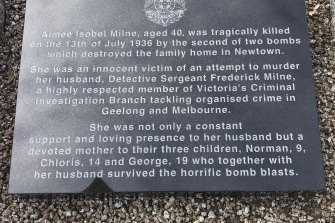 Aimee Isobel Milne, aged 40, was tragically killed
on the 13th of July 1936 by the second of two bombs
which destroyed the family home in Newtown.
She was an innocent victim of an attempt to murder
her husband, Detective Sergeant Frederick Milne,
a highly respected member of Victoria's Criminal
Investigation Branch tackling organised crime in
Geelong and Melbourne.
She was not only a constant
support and loving presence to her husband but a
devoted mother to their three children, Norman, 9,
Chloris, 14 and George, 19 who together with
her husband survived the horrific bomb blasts.